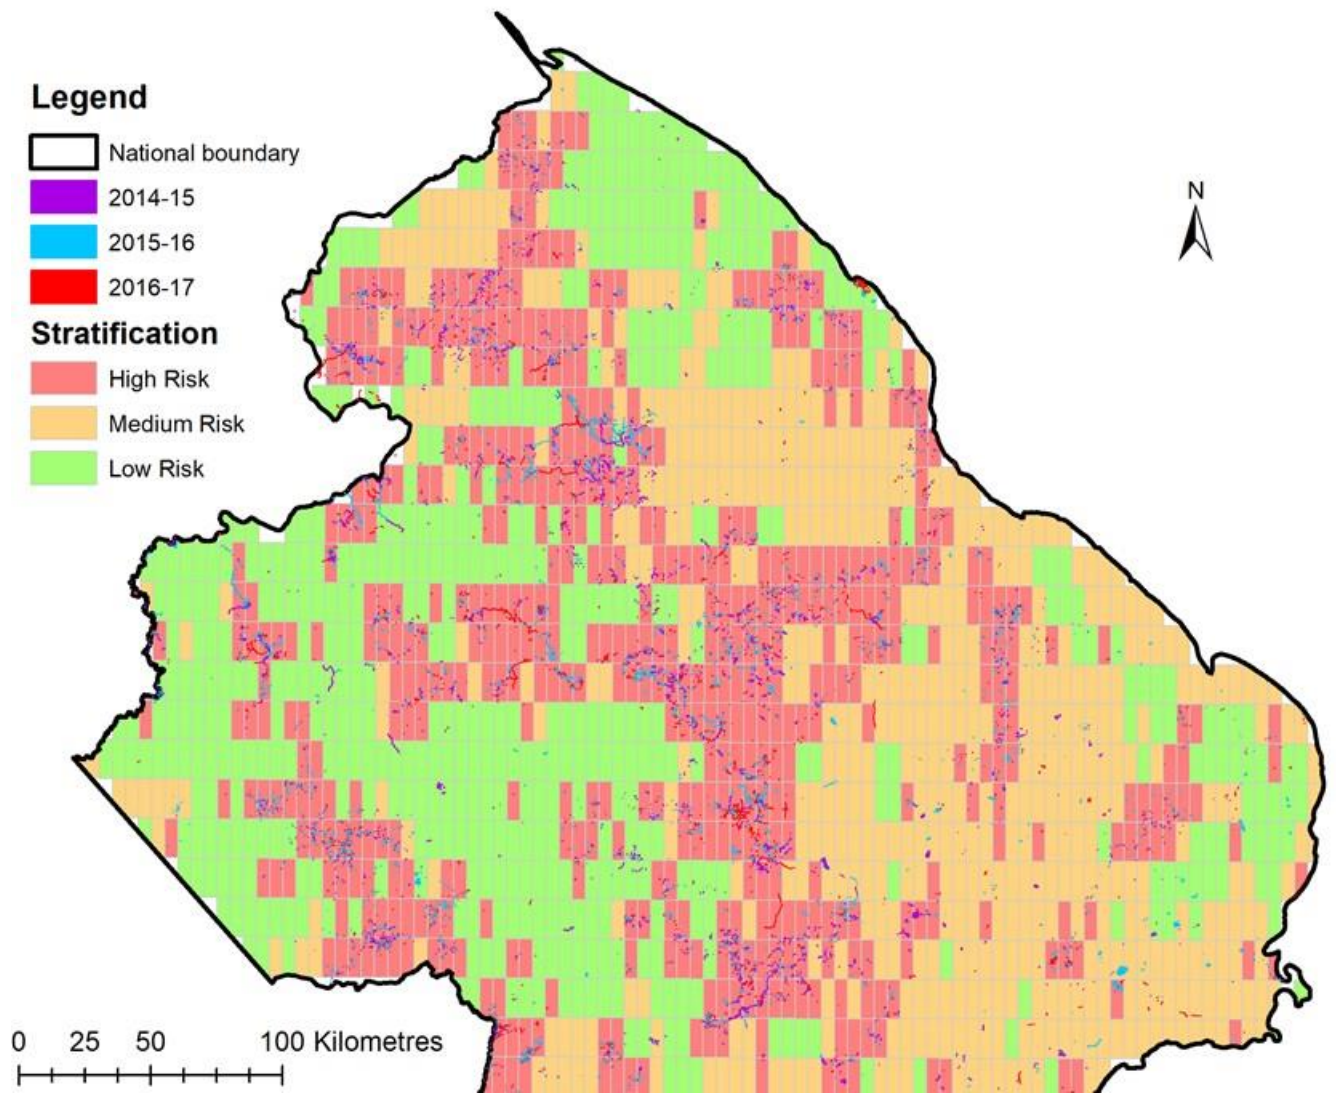 Legend
National boundary
2014-15
2015-16
2016-17
Stratification
High Risk
Medium Risk
Low Risk
N
0 25 50 100 Kilometres